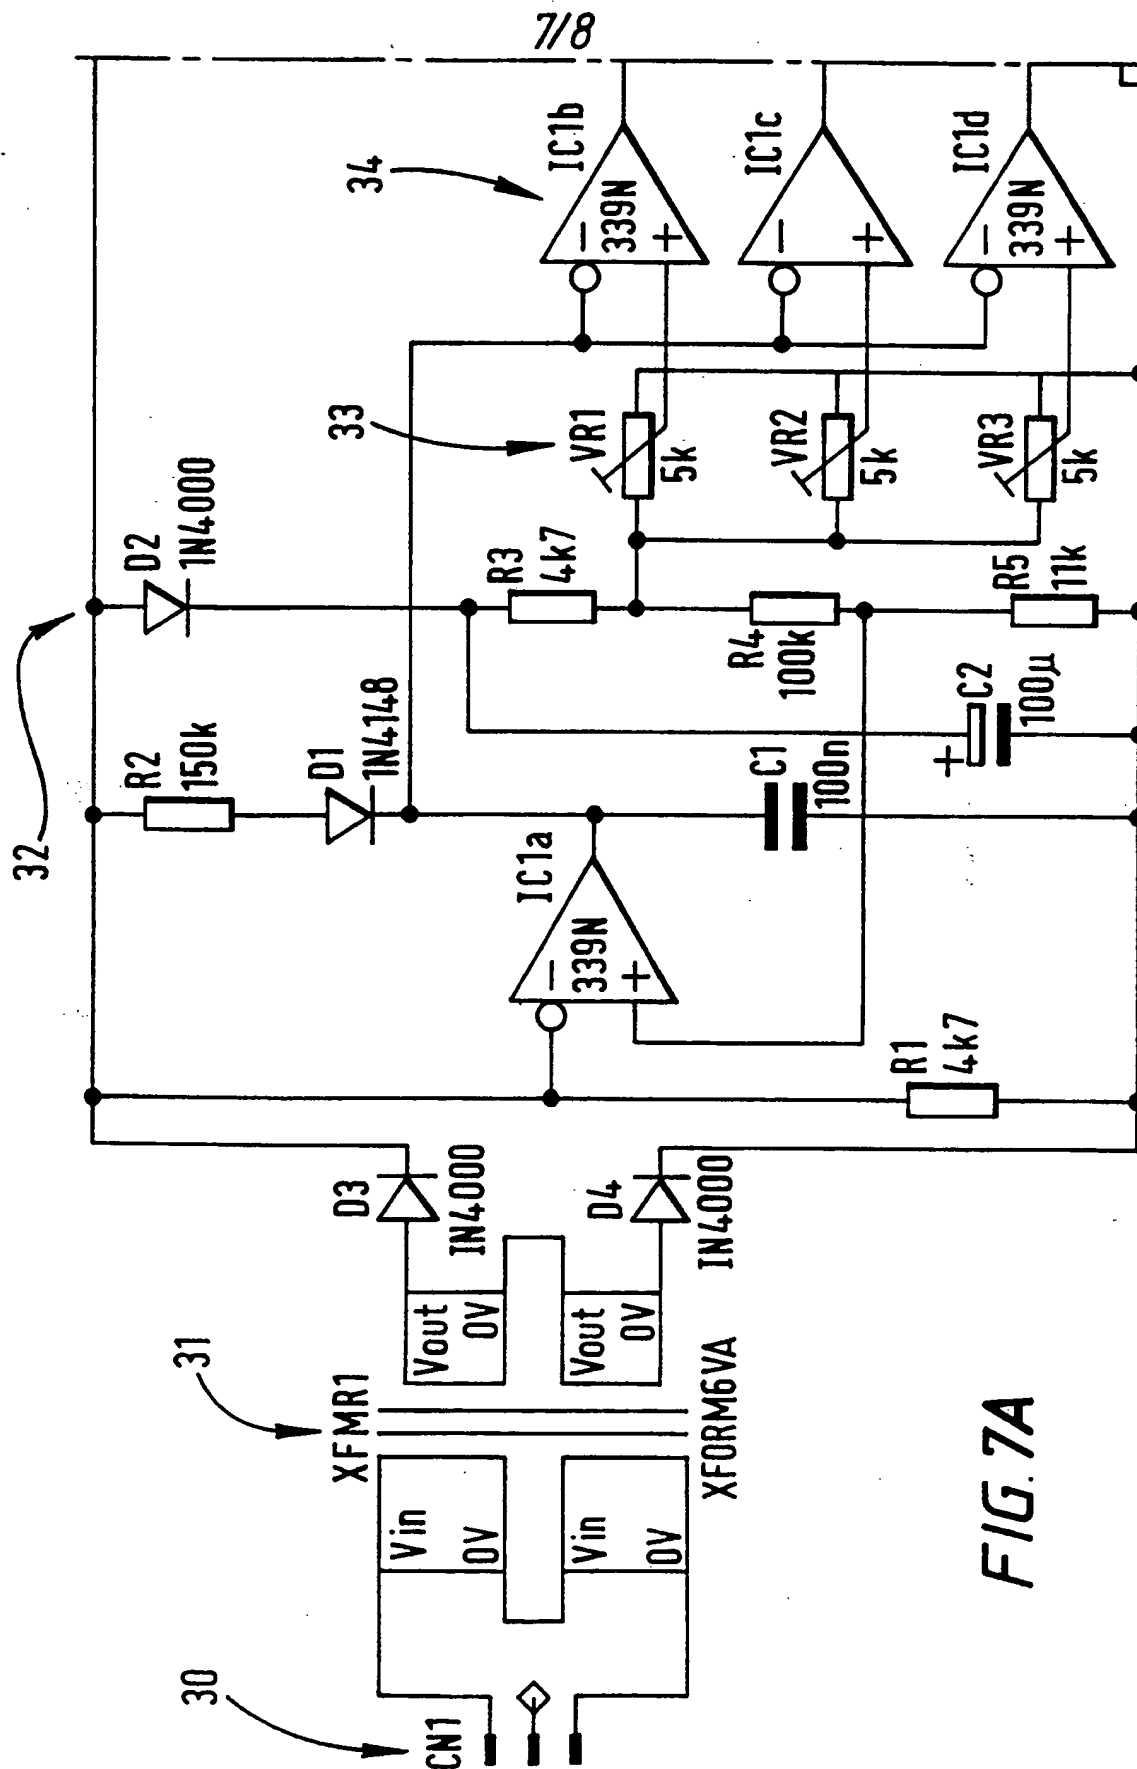 7/8
32
33
34
D2
1N4000
R2
150k
D1
1N4148
R3
4k7
VR1
5k
IC1b
339N
−
+
VR2
5k
IC1c
−
+
VR3
5k
IC1d
339N
−
+
IC1a
339N
−
+
R4
100k
R5
11k
C1
100n
C2
100μ
+
R1
4k7
D3
IN4000
D4
IN4000
31
XFMR1
Vin
0V
Vin
0V
Vout
0V
Vout
0V
XFORM6VA
30
CN1
FIG. 7A